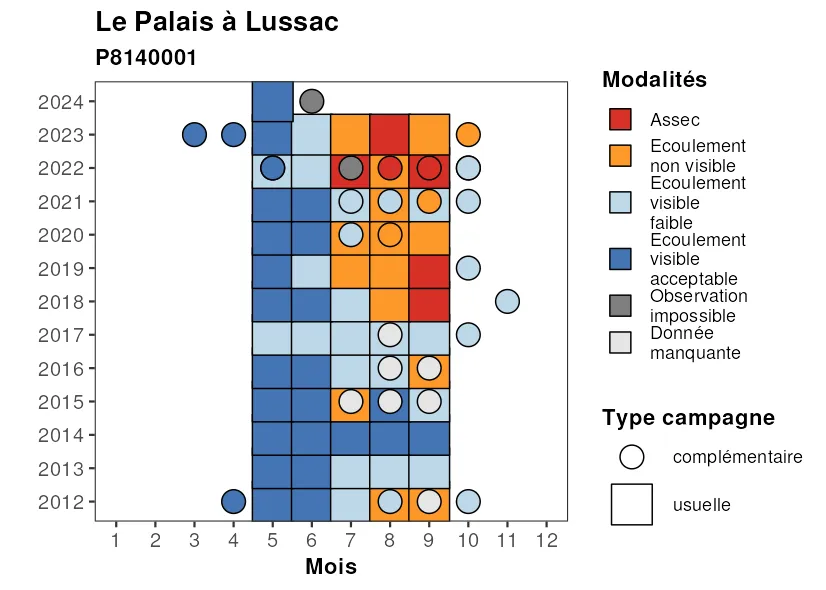 Le Palais à Lussac
P8140001
2024
2023
2022
2021
2020
2019
2018
2017
2016
2015
2014
2013
2012
1 2 3 4 5 6 7 8 9 10 11 12
Mois
Modalités
Assec
Ecoulement
non visible
Ecoulement
visible
faible
Ecoulement
visible
acceptable
Observation
impossible
Donnée
manquante
Type campagne
complémentaire
usuelle